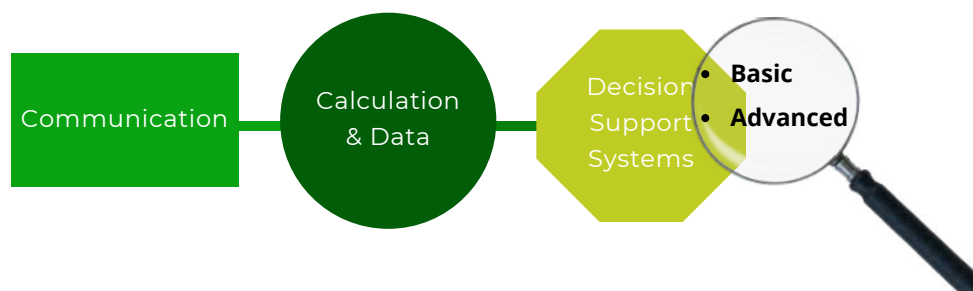 Communication
Calculation
& Data
Decision
Support
Systems
• Basic
• Advanced